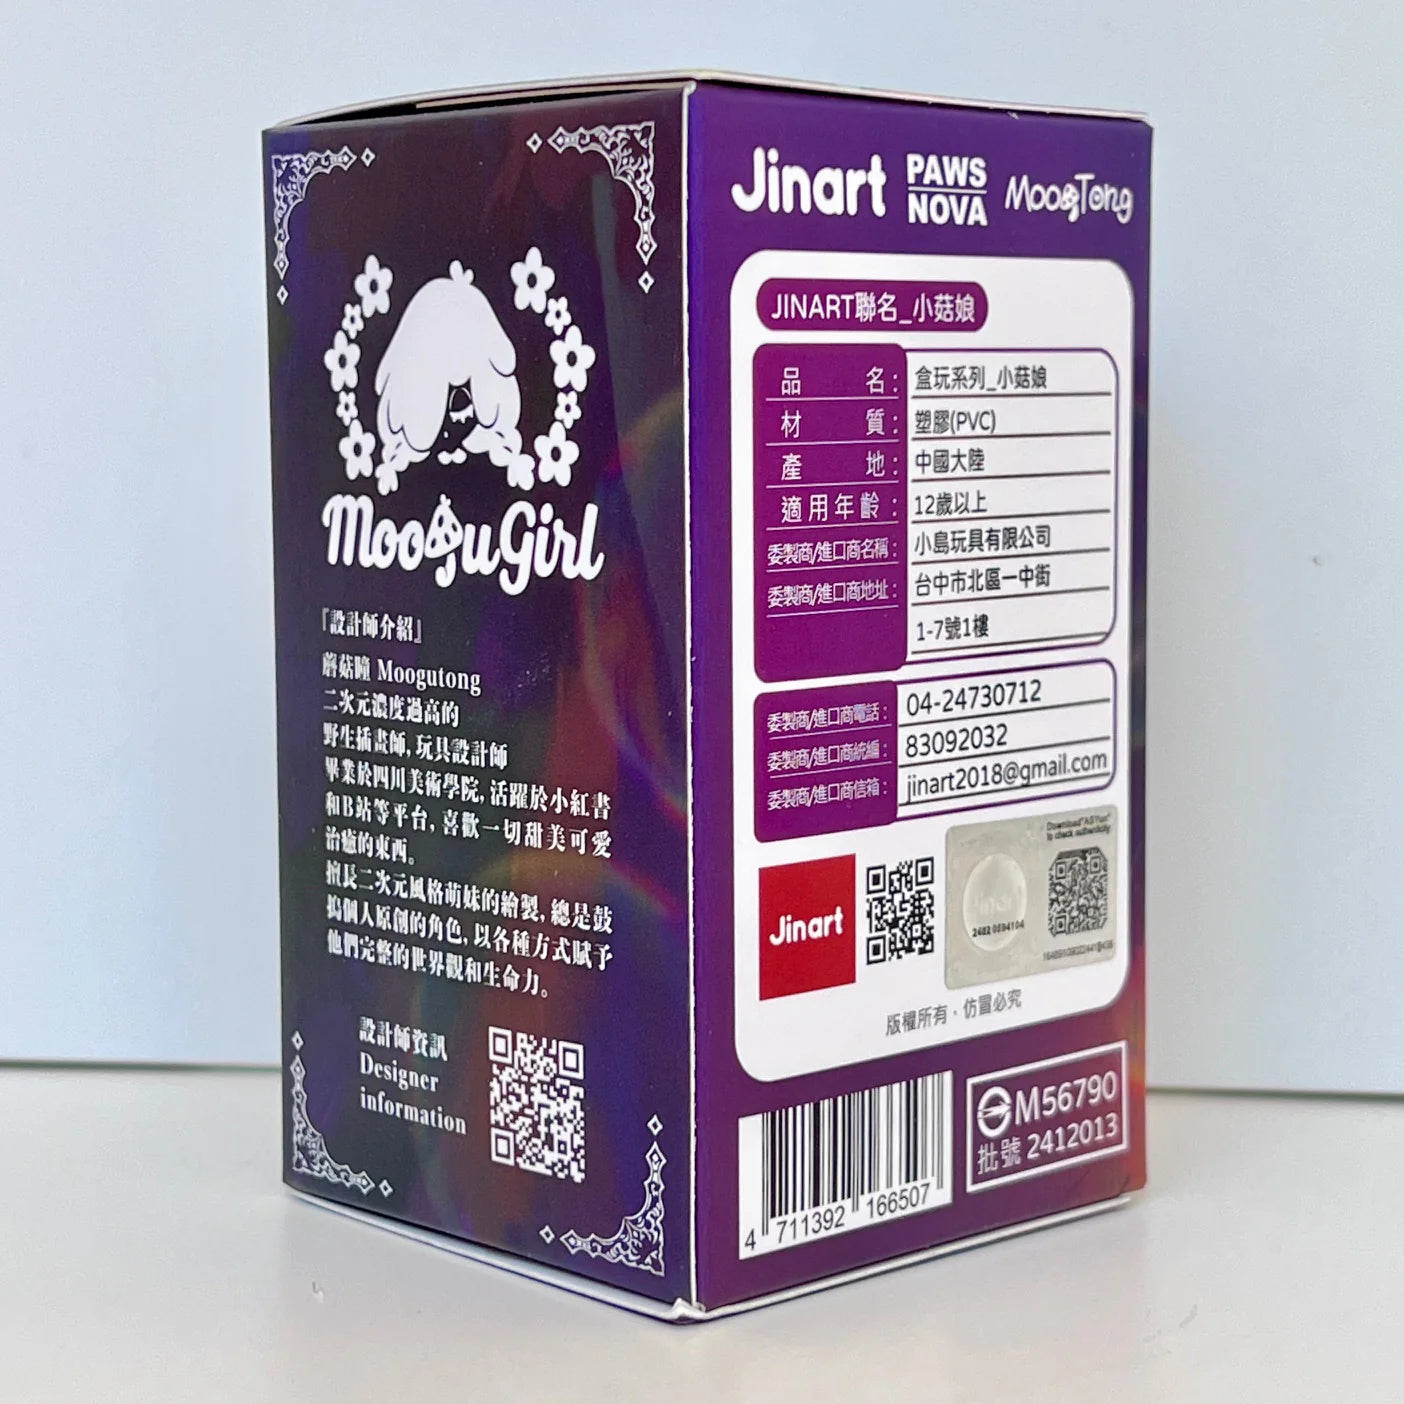 MooguGirl
『設計師介紹』
蘑菇瞳 Moogutong
二次元濃度過高的
野生插畫師, 玩具設計師
畢業於四川美術學院, 活躍於小紅書
和B站等平台, 喜歡一切甜美可愛
治癒的東西。
擅長二次元風格萌妹的繪製, 總是鼓
搗個人原創的角色, 以各種方式賦予
他們完整的世界觀和生命力。
設計師資訊
Designer
information
Jinart
PAWS
NOVA
MooguTong
JINART聯名_小菇娘
品名: 盒玩系列_小菇娘
材質: 塑膠(PVC)
產地: 中國大陸
適用年齡: 12歲以上
委製商/進口商名稱: 小島玩具有限公司
委製商/進口商地址: 台中市北區一中街
1-7號1樓
委製商/進口商電話: 04-24730712
委製商/進口商統編: 83092032
委製商/進口商信箱: jinart2018@gmail.com
Jinart
Download"AGYun"
to check authenticity
Jinart
2402 0594104
版權所有，仿冒必究
4 711392 166507
M56790
批號 2412013